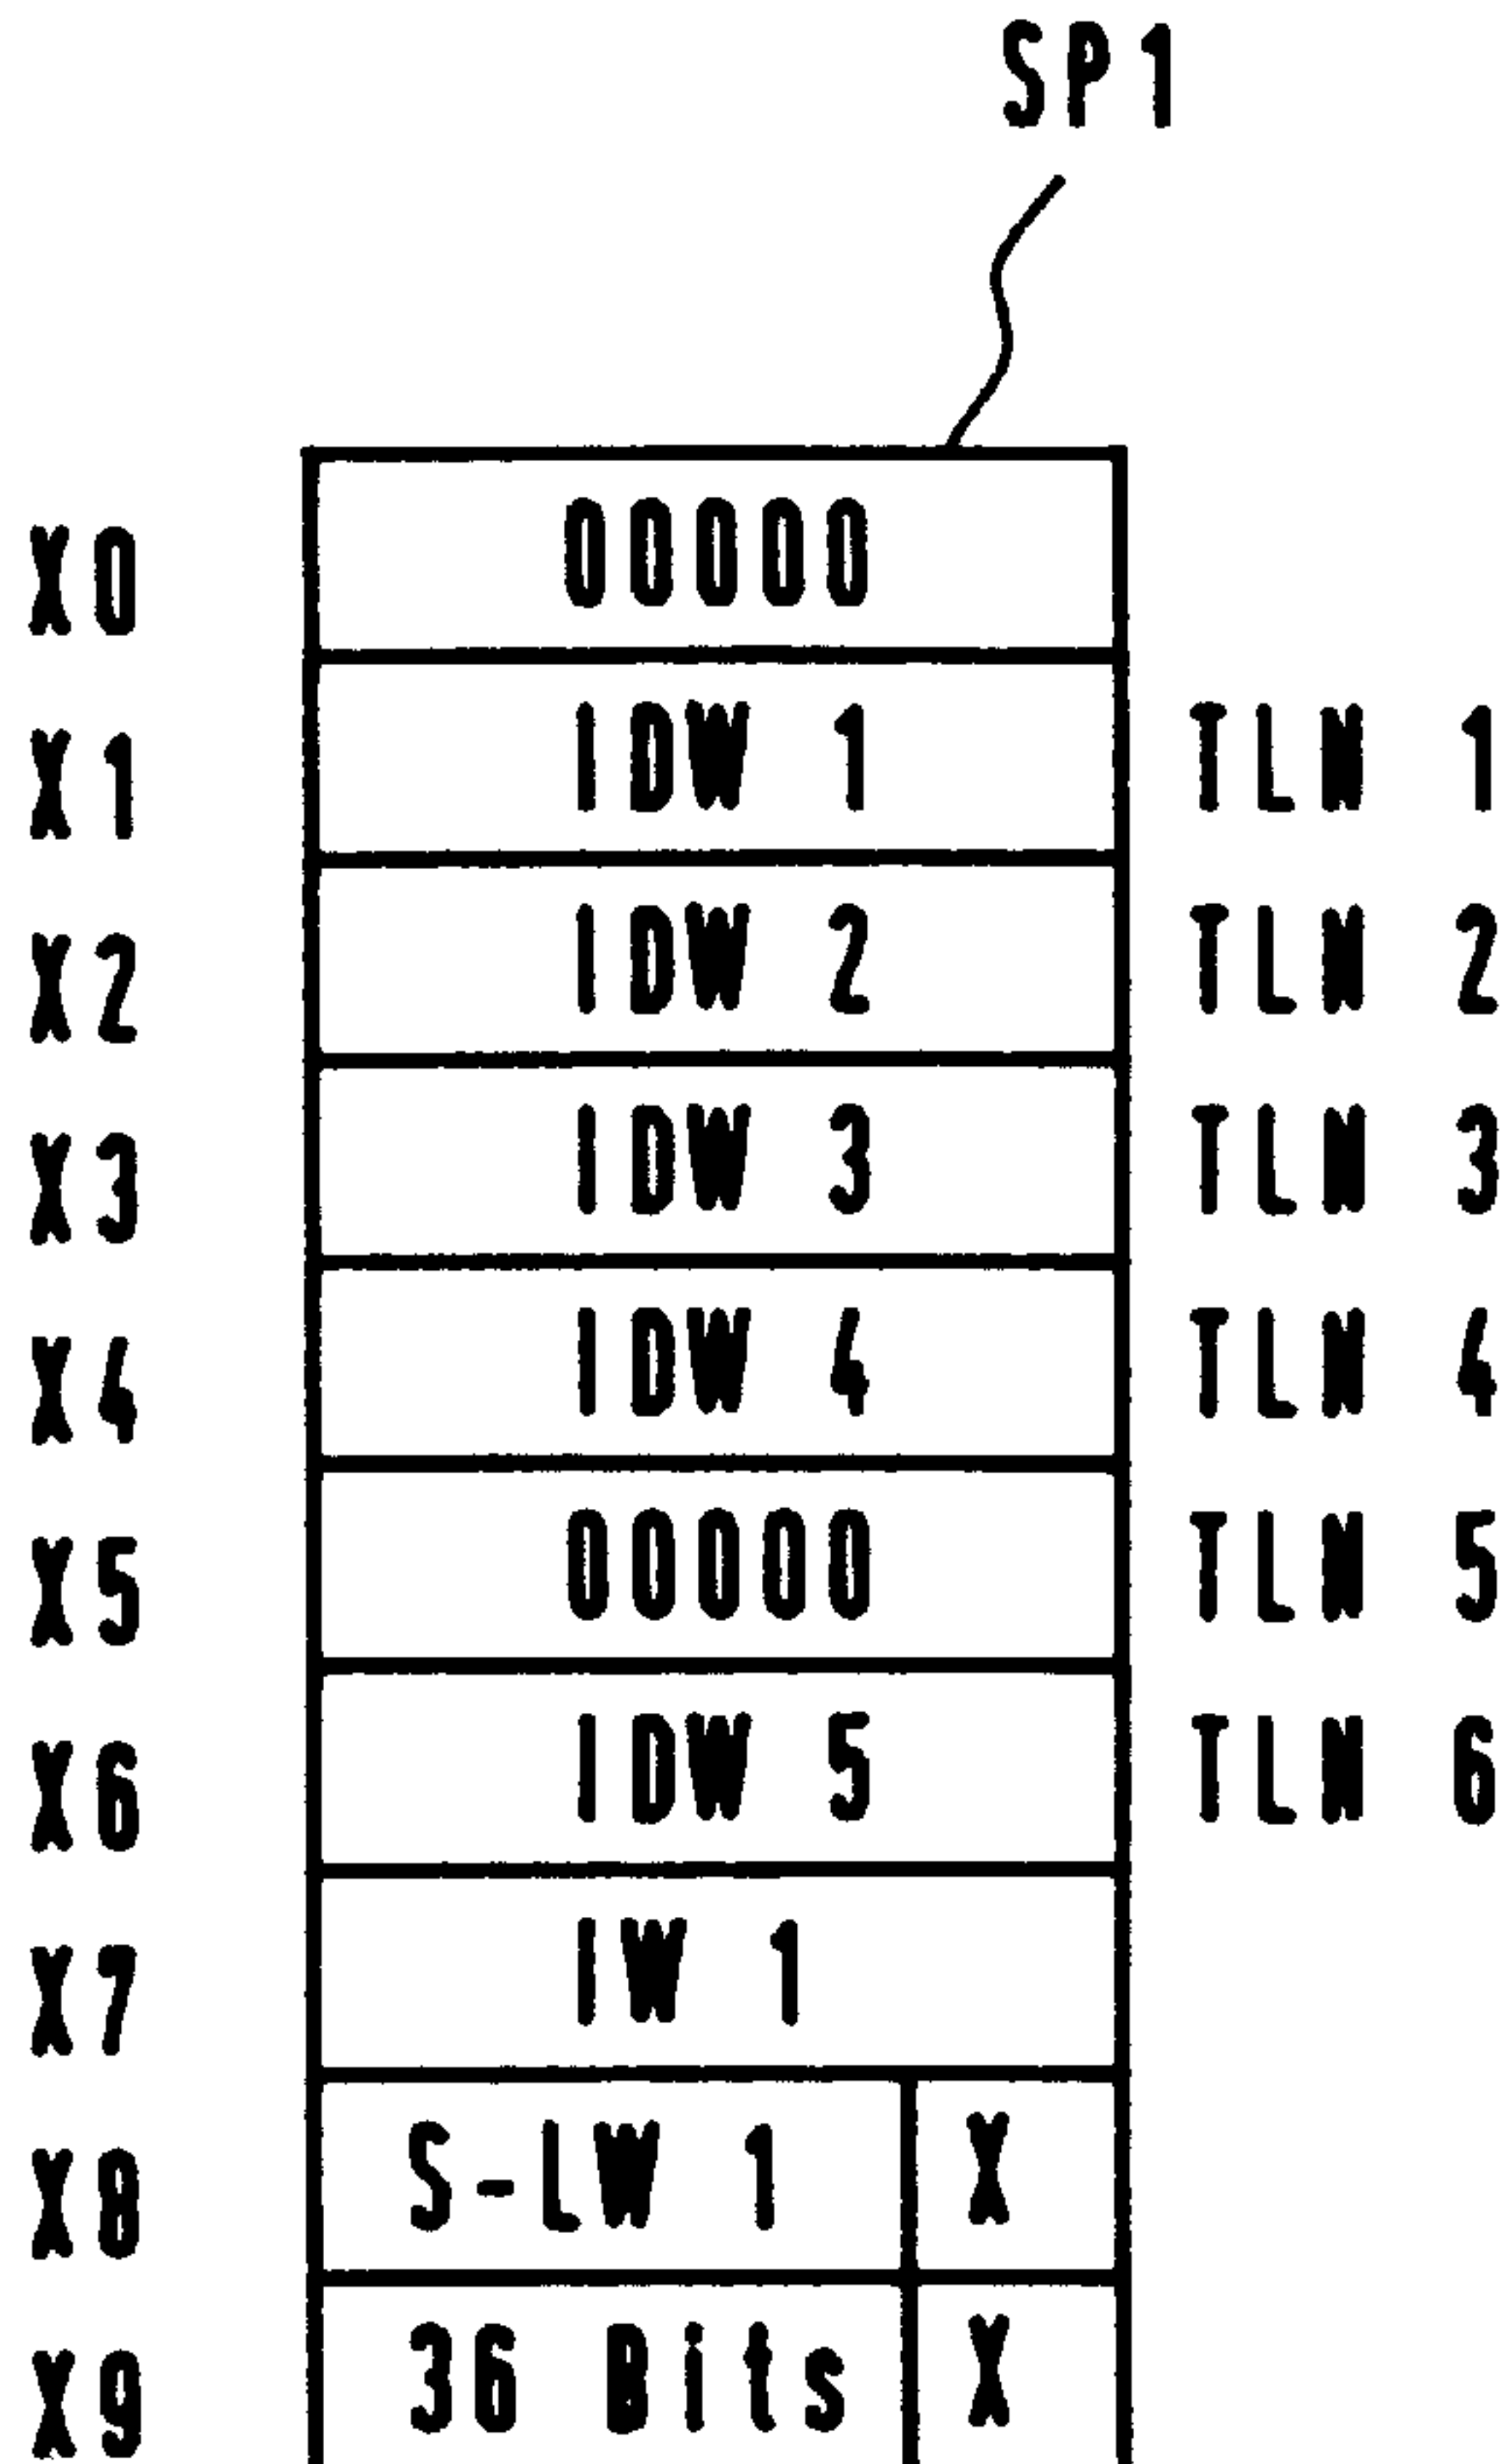 SP1
X0 00000
X1 IDW 1 TLN 1
X2 IDW 2 TLN 2
X3 IDW 3 TLN 3
X4 IDW 4 TLN 4
X5 00000 TLN 5
X6 IDW 5 TLN 6
X7 IW 1
X8 S-LW 1 X
X9 36 Bits X